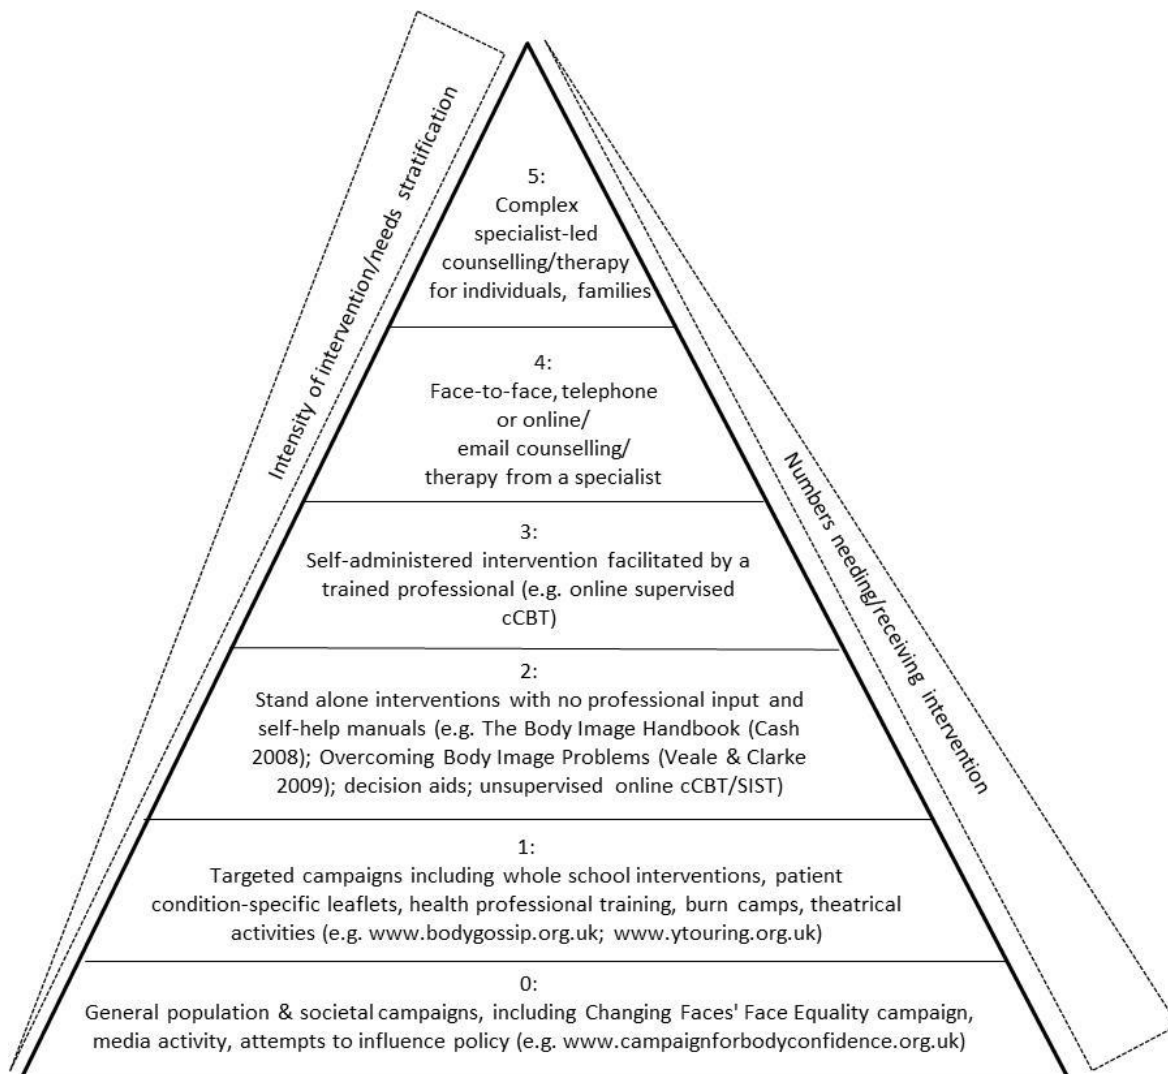 Intensity of intervention/needs stratification
Numbers needing/receiving intervention
5:
Complex
specialist-led
counselling/therapy
for individuals, families
4:
Face-to-face, telephone
or online/
email counselling/
therapy from a specialist
3:
Self-administered intervention facilitated by a
trained professional (e.g. online supervised
cCBT)
2:
Stand alone interventions with no professional input and
self-help manuals (e.g. The Body Image Handbook (Cash
2008); Overcoming Body Image Problems (Veale & Clarke
2009); decision aids; unsupervised online cCBT/SIST)
1:
Targeted campaigns including whole school interventions, patient
condition-specific leaflets, health professional training, burn camps, theatrical
activities (e.g. www.bodygossip.org.uk; www.ytouring.org.uk)
0:
General population & societal campaigns, including Changing Faces' Face Equality campaign,
media activity, attempts to influence policy (e.g. www.campaignforbodyconfidence.org.uk)